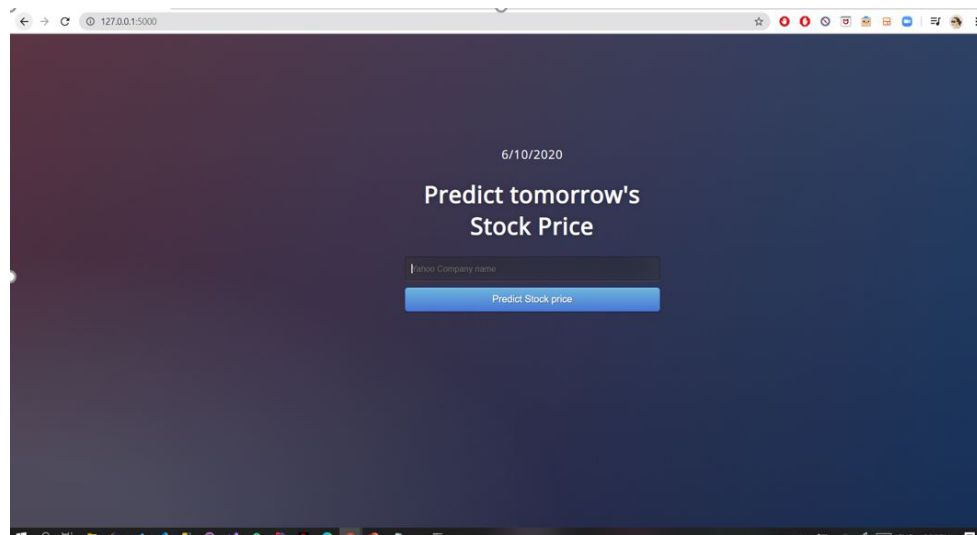 127.0.0.1:5000
6/10/2020
Predict tomorrow's
Stock Price
Yahoo Company name
Predict Stock price